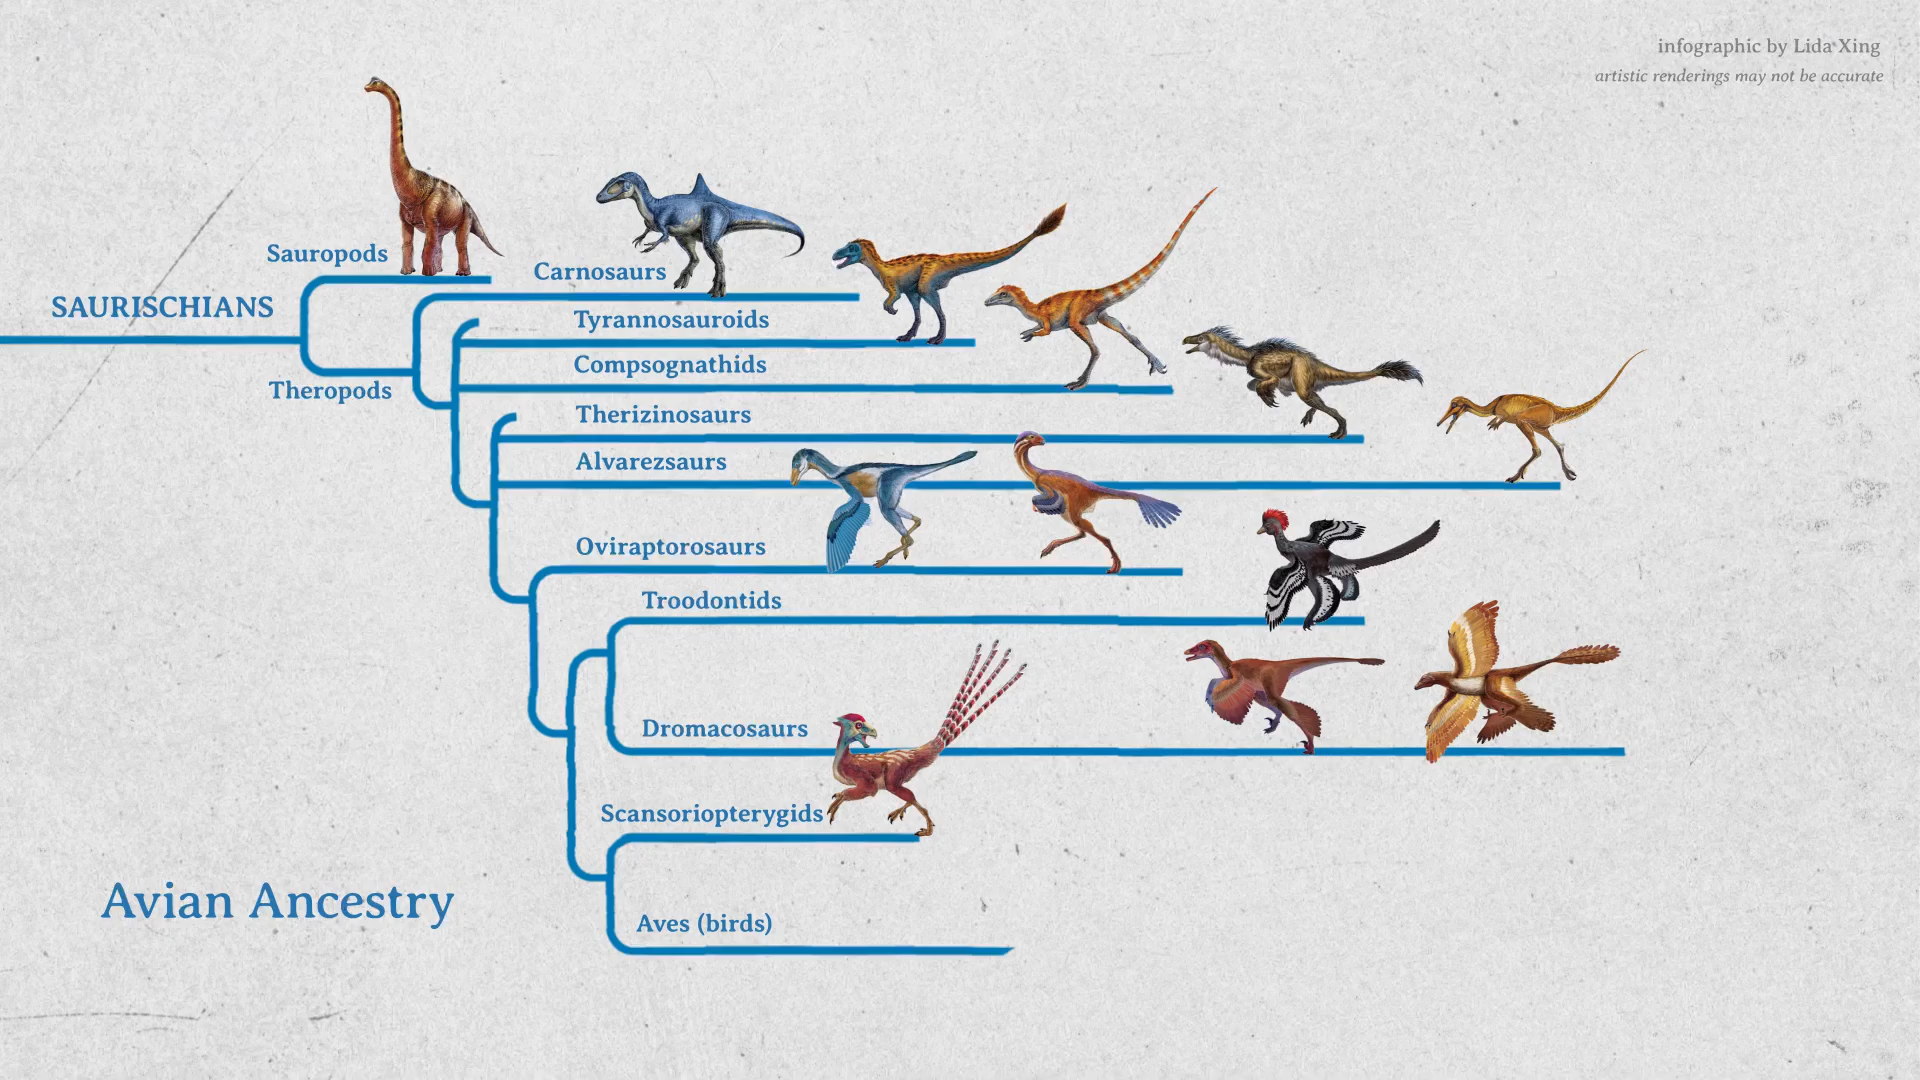 infographic by Lida Xing
artistic renderings may not be accurate
Sauropods
Carnosaurs
SAURISCHIANS
Tyrannosauroids
Compsognathids
Theropods
Therizinosaurs
Alvarezsaurs
Oviraptorosaurs
Troodontids
Dromacosaurs
Scansoriopterygids
Avian Ancestry
Aves (birds)